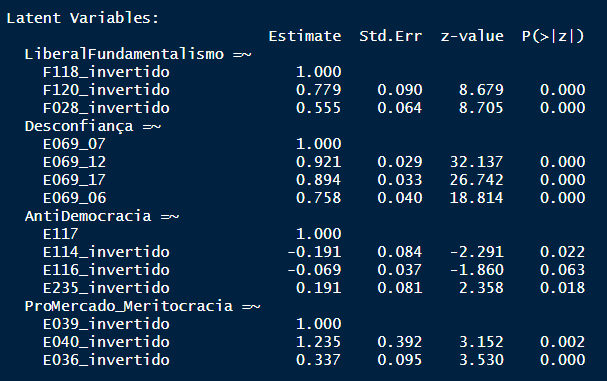 Latent Variables:
Estimate Std.Err z-value P(>|z|)
LiberalFundamentalismo =~
F118_invertido 1.000
F120_invertido 0.779 0.090 8.679 0.000
F028_invertido 0.555 0.064 8.705 0.000
Desconfiança =~
E069_07 1.000
E069_12 0.921 0.029 32.137 0.000
E069_17 0.894 0.033 26.742 0.000
E069_06 0.758 0.040 18.814 0.000
AntiDemocracia =~
E117 1.000
E114_invertido -0.191 0.084 -2.291 0.022
E116_invertido -0.069 0.037 -1.860 0.063
E235_invertido 0.191 0.081 2.358 0.018
ProMercado_Meritocracia =~
E039_invertido 1.000
E040_invertido 1.235 0.392 3.152 0.002
E036_invertido 0.337 0.095 3.530 0.000